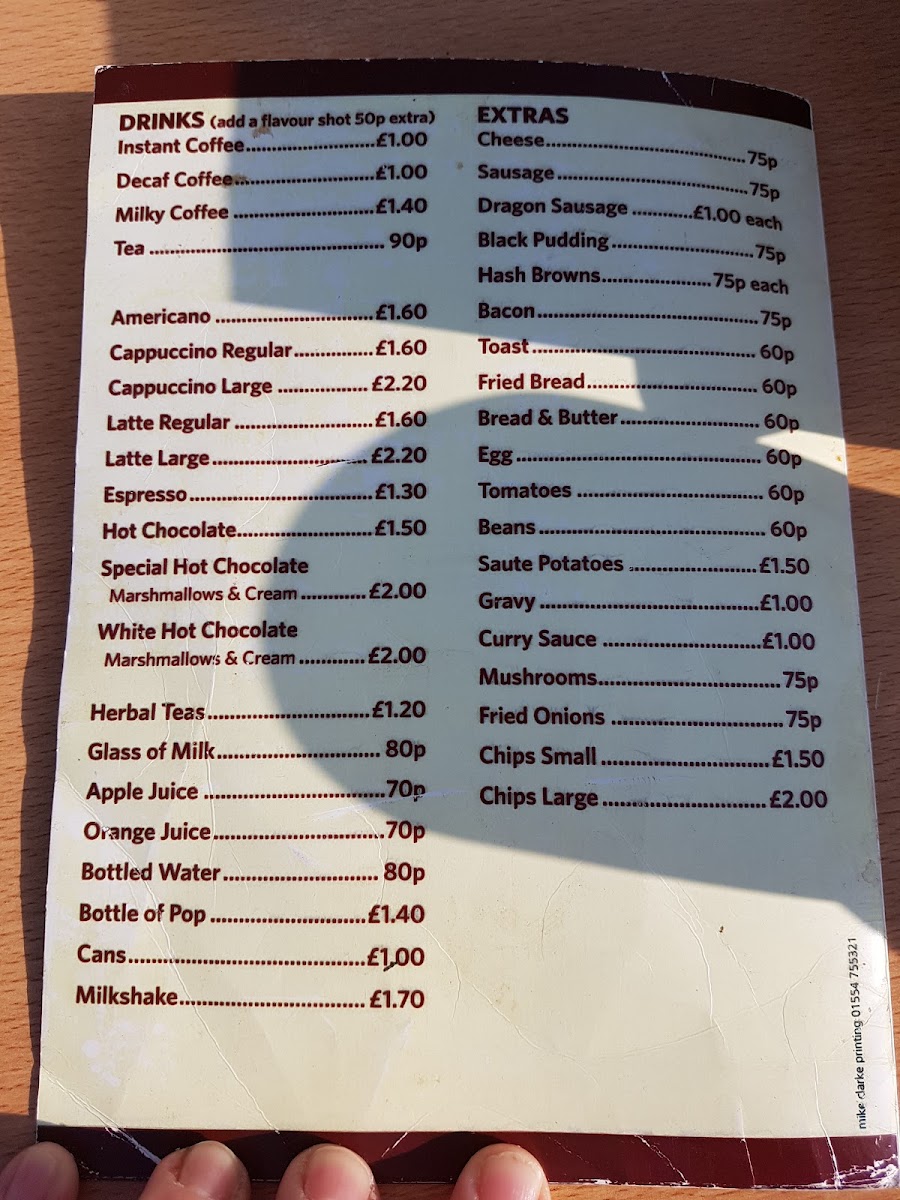 DRINKS (add a flavour shot 50p extra)
Instant Coffee..........................£1.00
Decaf Coffee..........................£1.00
Milky Coffee..........................£1.40
Tea.......................................... 90p
Americano..........................£1.60
Cappuccino Regular...............£1.60
Cappuccino Large.................£2.20
Latte Regular..........................£1.60
Latte Large..........................£2.20
Espresso.................................£1.30
Hot Chocolate..........................£1.50
Special Hot Chocolate
Marshmallows & Cream............£2.00
White Hot Chocolate
Marshmallows & Cream............£2.00
Herbal Teas..............................£1.20
Glass of Milk............................ 80p
Apple Juice...............................70p
Orange Juice.............................70p
Bottled Water........................... 80p
Bottle of Pop...........................£1.40
Cans.........................................£1.00
Milkshake................................ £1.70
EXTRAS
Cheese.....................................75p
Sausage....................................75p
Dragon Sausage...........£1.00 each
Black Pudding...........................75p
Hash Browns....................75p each
Bacon.......................................75p
Toast........................................ 60p
Fried Bread............................... 60p
Bread & Butter......................... 60p
Egg........................................... 60p
Tomatoes.................................. 60p
Beans........................................ 60p
Saute Potatoes.......................£1.50
Gravy.......................................£1.00
Curry Sauce.............................£1.00
Mushrooms................................75p
Fried Onions..............................75p
Chips Small..............................£1.50
Chips Large..............................£2.00
mike clarke printing 01554 755321